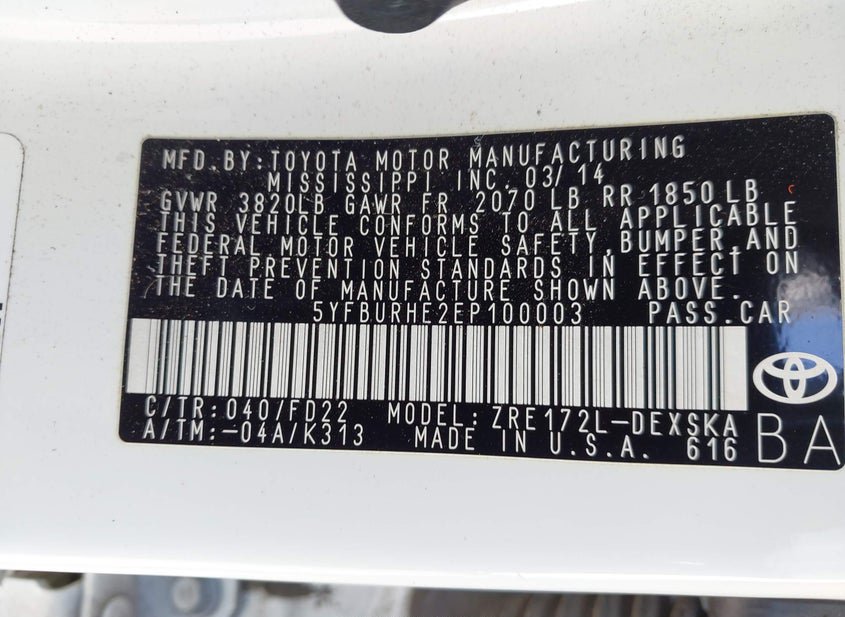 MFD.BY:TOYOTA MOTOR MANUFACTURING
MISSISSIPPI INC. 03/14
GVWR 3820LB GAWR FR 2070 LB RR 1850 LB
THIS VEHICLE CONFORMS TO ALL APPLICABLE
FEDERAL MOTOR VEHICLE SAFETY,BUMPER,AND
THEFT PREVENTION STANDARDS IN EFFECT ON
THE DATE OF MANUFACTURE SHOWN ABOVE.
5YFBURHE2EP100003 PASS.CAR
C/TR:040/FD22 MODEL:ZRE172L-DEXSKA
A/TM:-04A/K313 MADE IN U.S.A. 616 BA